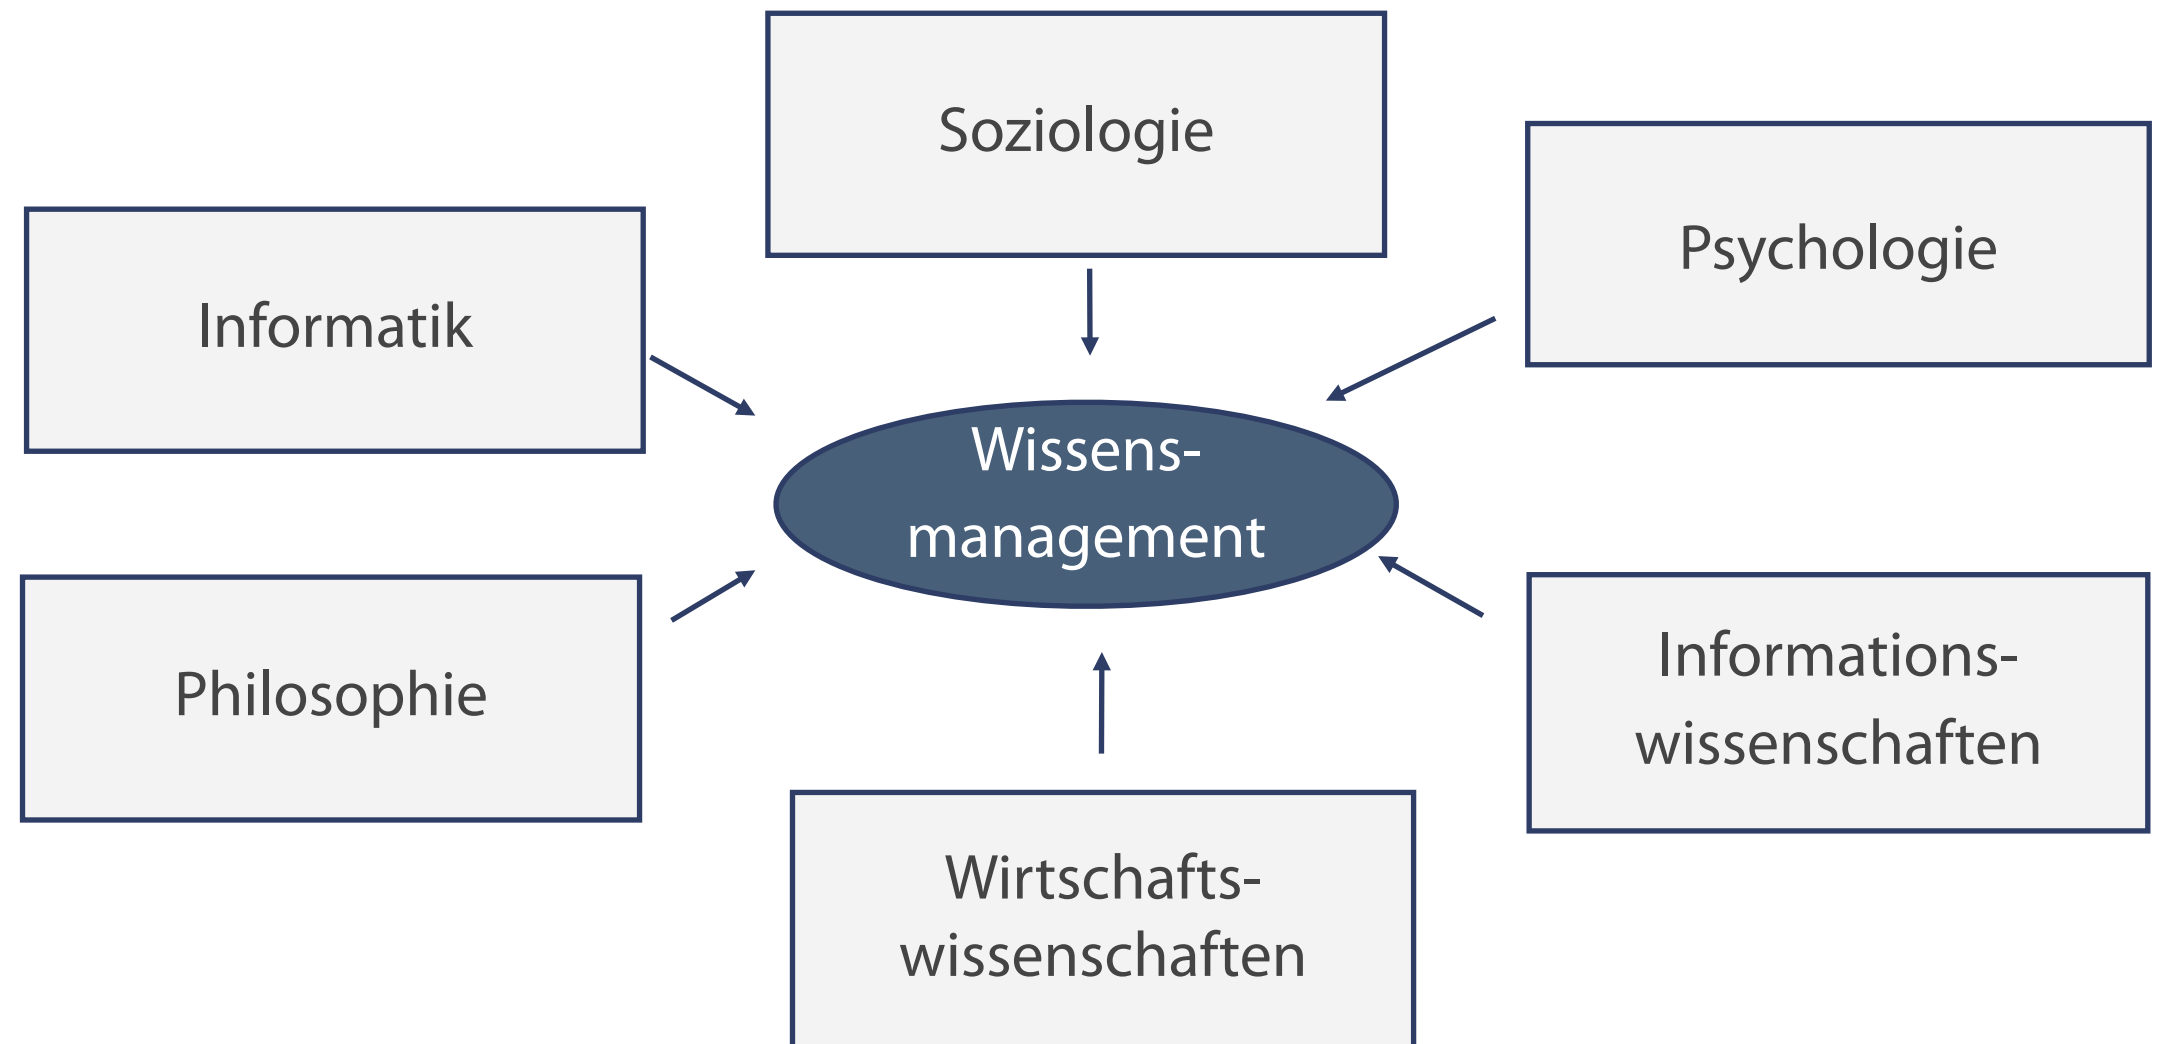 Soziologie
Psychologie
Informatik
Wissens-
management
Philosophie
Informations-
wissenschaften
Wirtschafts-
wissenschaften